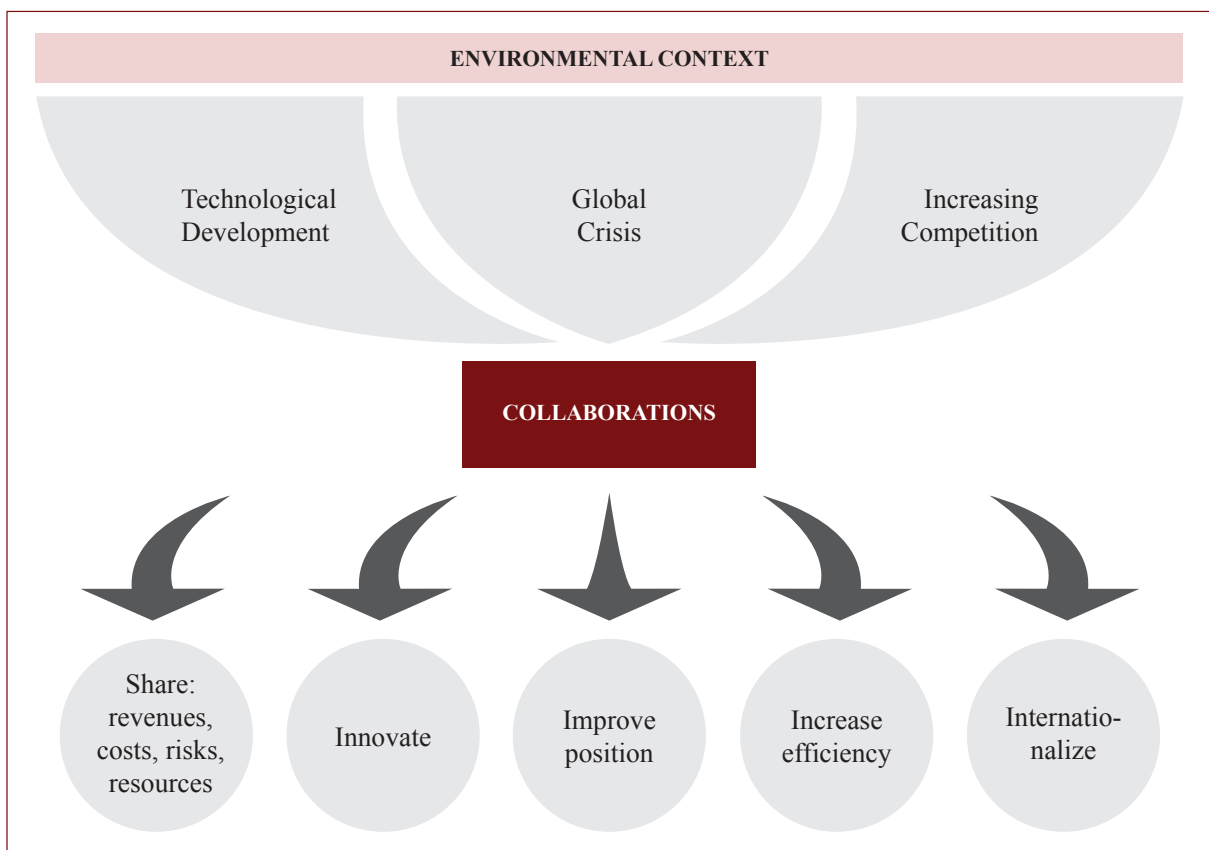 ENVIRONMENTAL CONTEXT
Technological
Development
Global
Crisis
Increasing
Competition
COLLABORATIONS
Share:
revenues,
costs, risks,
resources
Innovate
Improve
position
Increase
efficiency
Internatio-
nalize